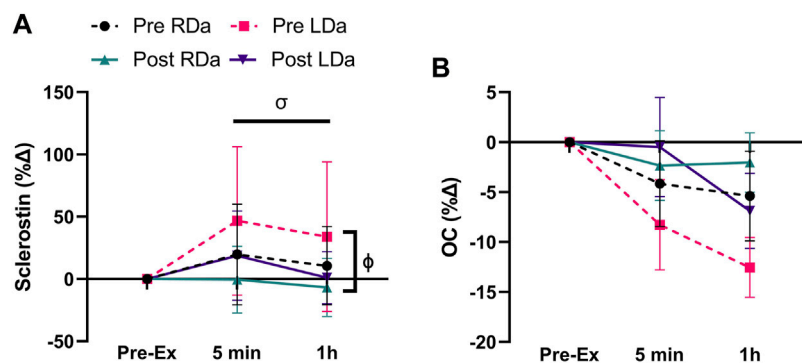 A
Pre RDa
Pre LDa
Post RDa
Post LDa
Sclerostin (%Δ)
150
100
50
0
-50
σ
ϕ
Pre-Ex
5 min
1h
B
OC (%Δ)
5
0
-5
-10
-15
-20
Pre-Ex
5 min
1h